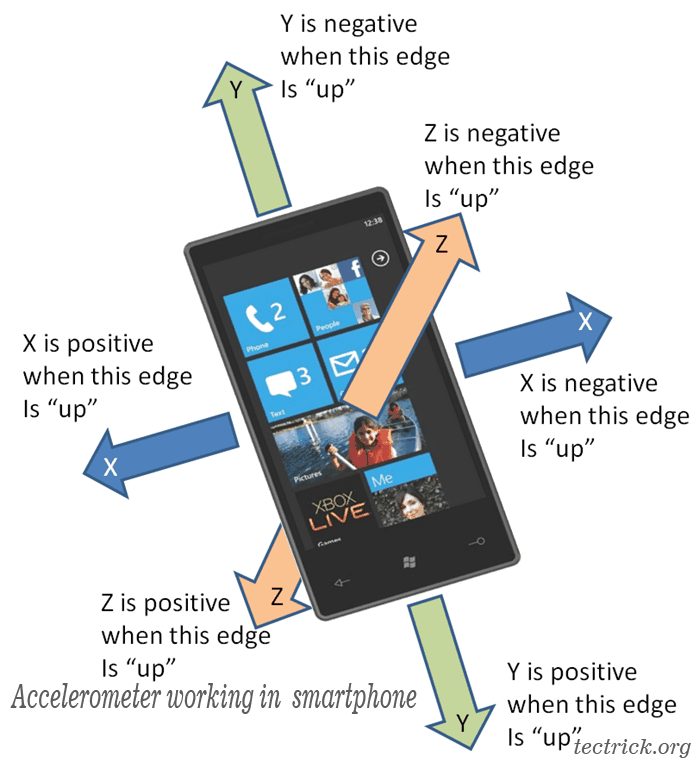 Y is negative
when this edge
Is “up”
Y
Z is negative
when this edge
Is “up”
Z
12:38
2
f
Phone
People
X
X is positive
when this edge
Is “up”
X is negative
when this edge
Is “up”
3
Text
X
Pictures
Me
XBOX
LIVE
Games
Z
Z is positive
when this edge
Is “up”
Accelerometer working in smartphone
Y is positive
when this edge
Is “up”
Y
tectrick.org